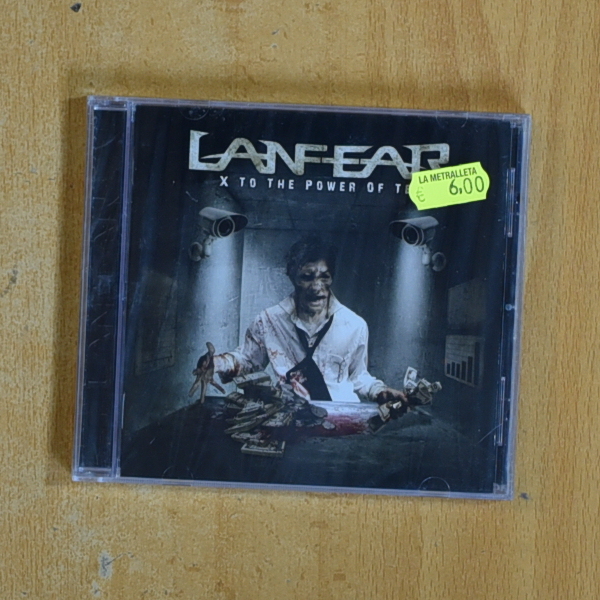 LANFEAR
X TO THE POWER OF
LA METRALLETA
€ 6,00